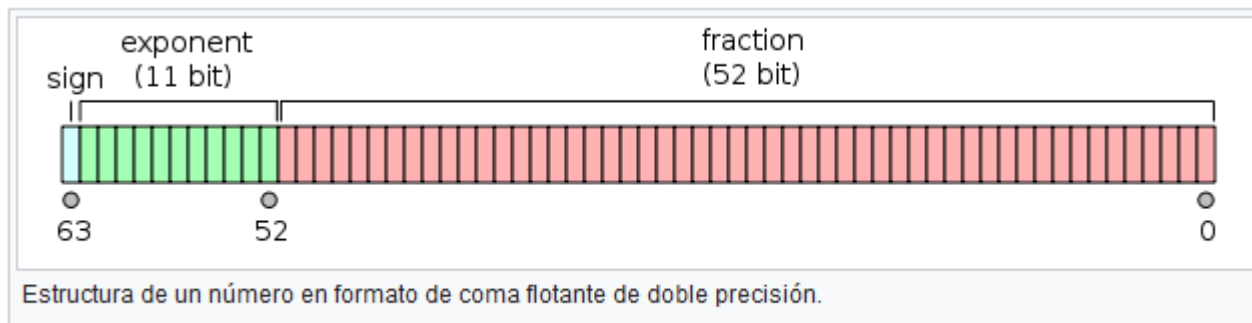 exponent
fraction
sign (11 bit)
(52 bit)
63
52
0
Estructura de un número en formato de coma flotante de doble precisión.